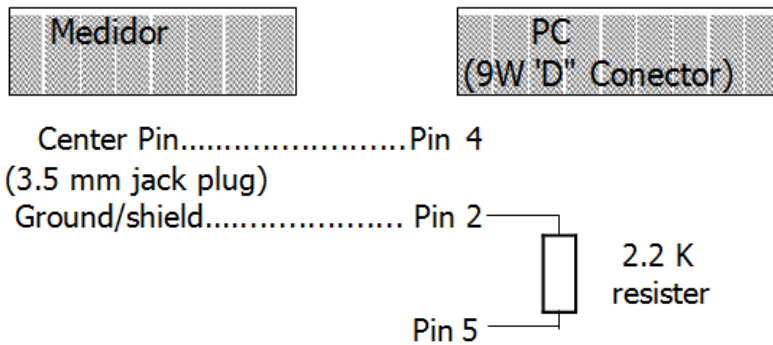 Medidor
PC
(9W 'D" Conector)
Center Pin.........................Pin 4
(3.5 mm jack plug)
Ground/shield...................... Pin 2
2.2 K
resister
Pin 5